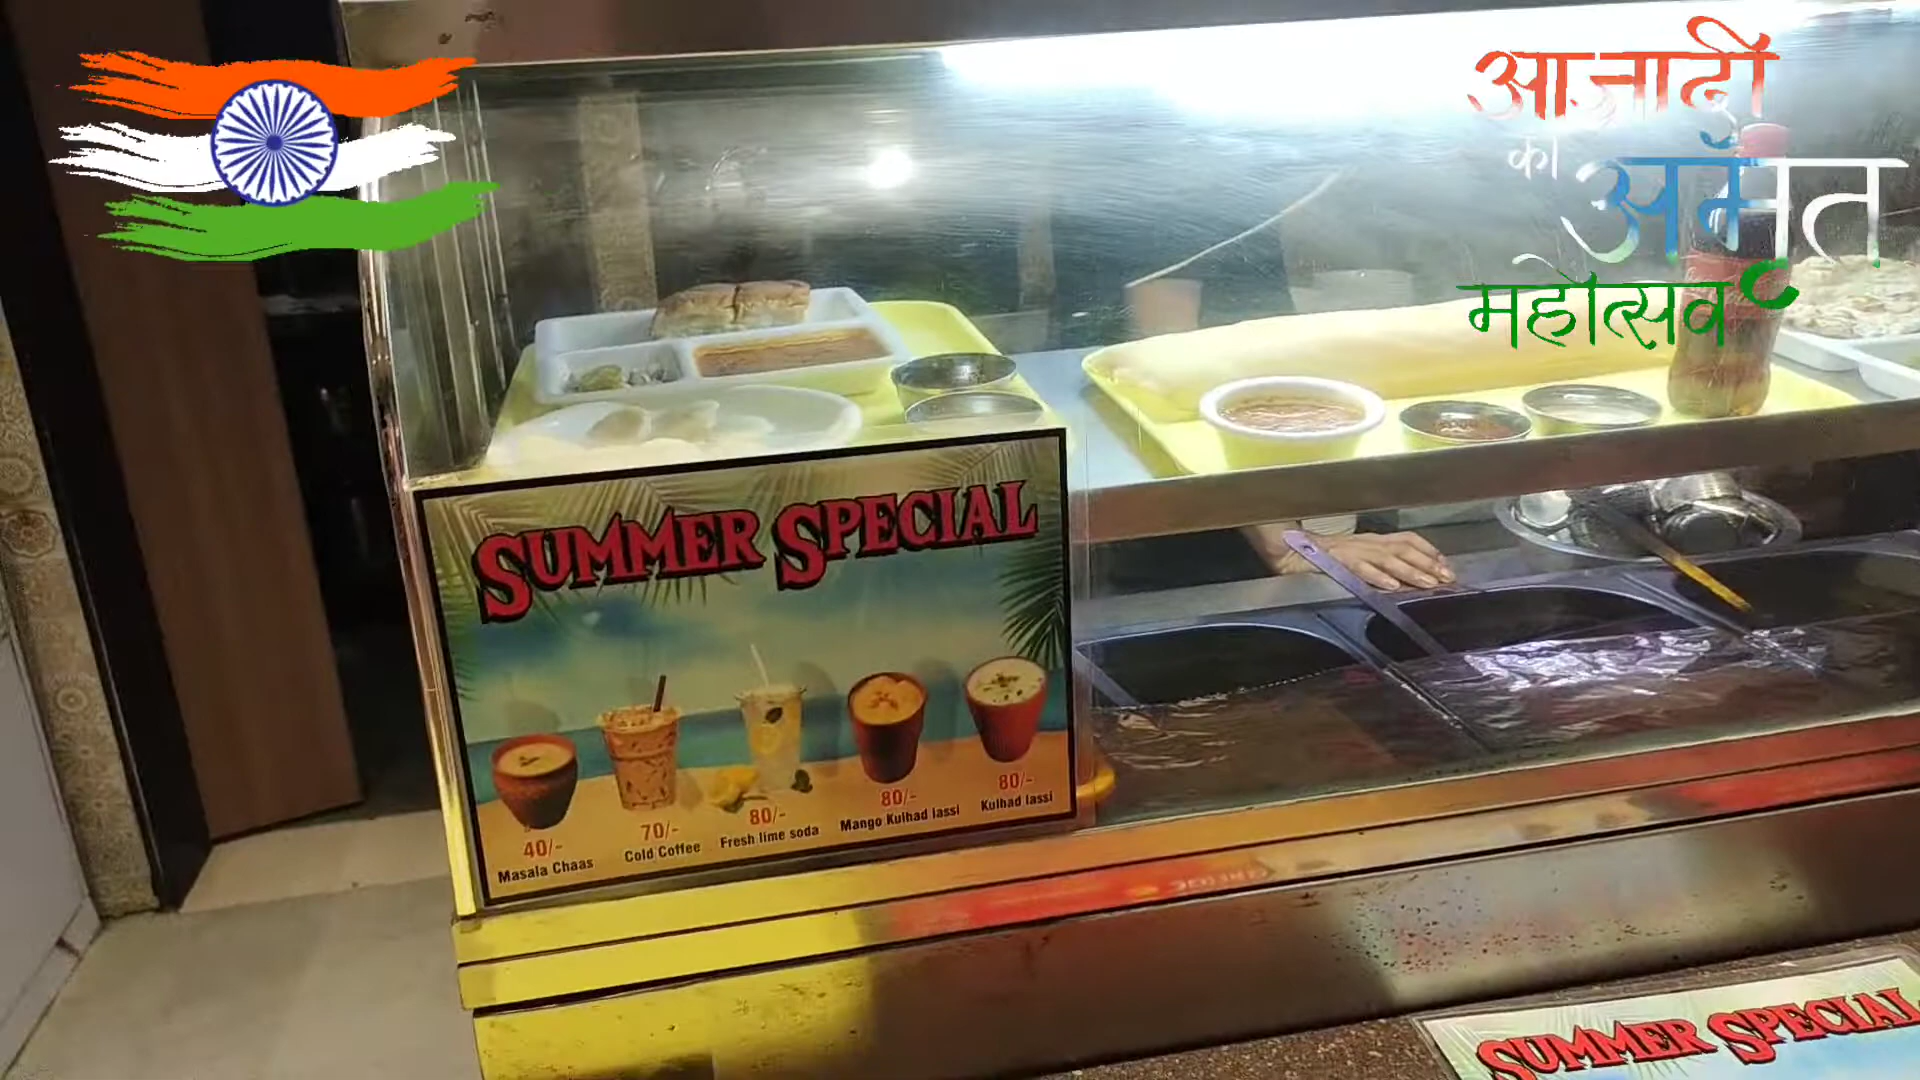 आज़ादी
का
अमृत
महोत्सव
SUMMER SPECIAL
40/-
Masala Chaas
70/-
Cold Coffee
80/-
Fresh lime soda
80/-
Mango Kulhad lassi
80/-
Kulhad lassi
SUMMER SPECIAL